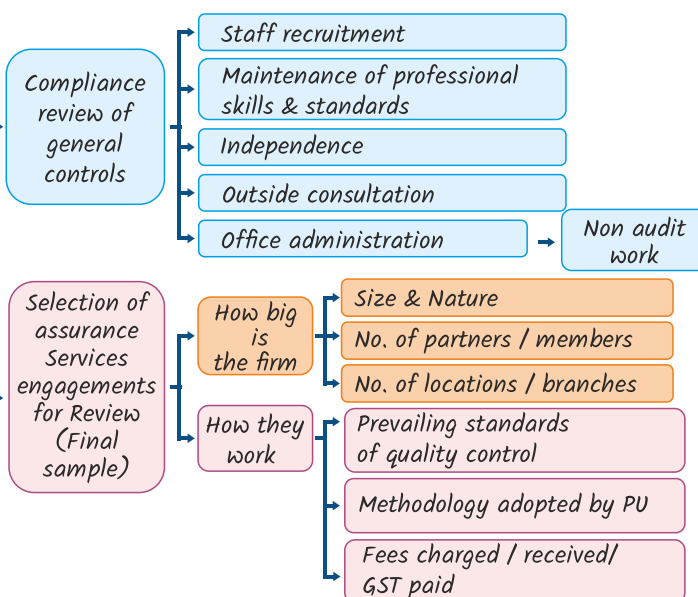 Compliance
review of
general
controls
Staff recruitment
Maintenance of professional
skills & standards
Independence
Outside consultation
Office administration
Non audit
work
Selection of
assurance
Services
engagements
for Review
(Final
sample)
How big
is
the firm
Size & Nature
No. of partners / members
No. of locations / branches
How they
work
Prevailing standards
of quality control
Methodology adopted by PU
Fees charged / received/
GST paid